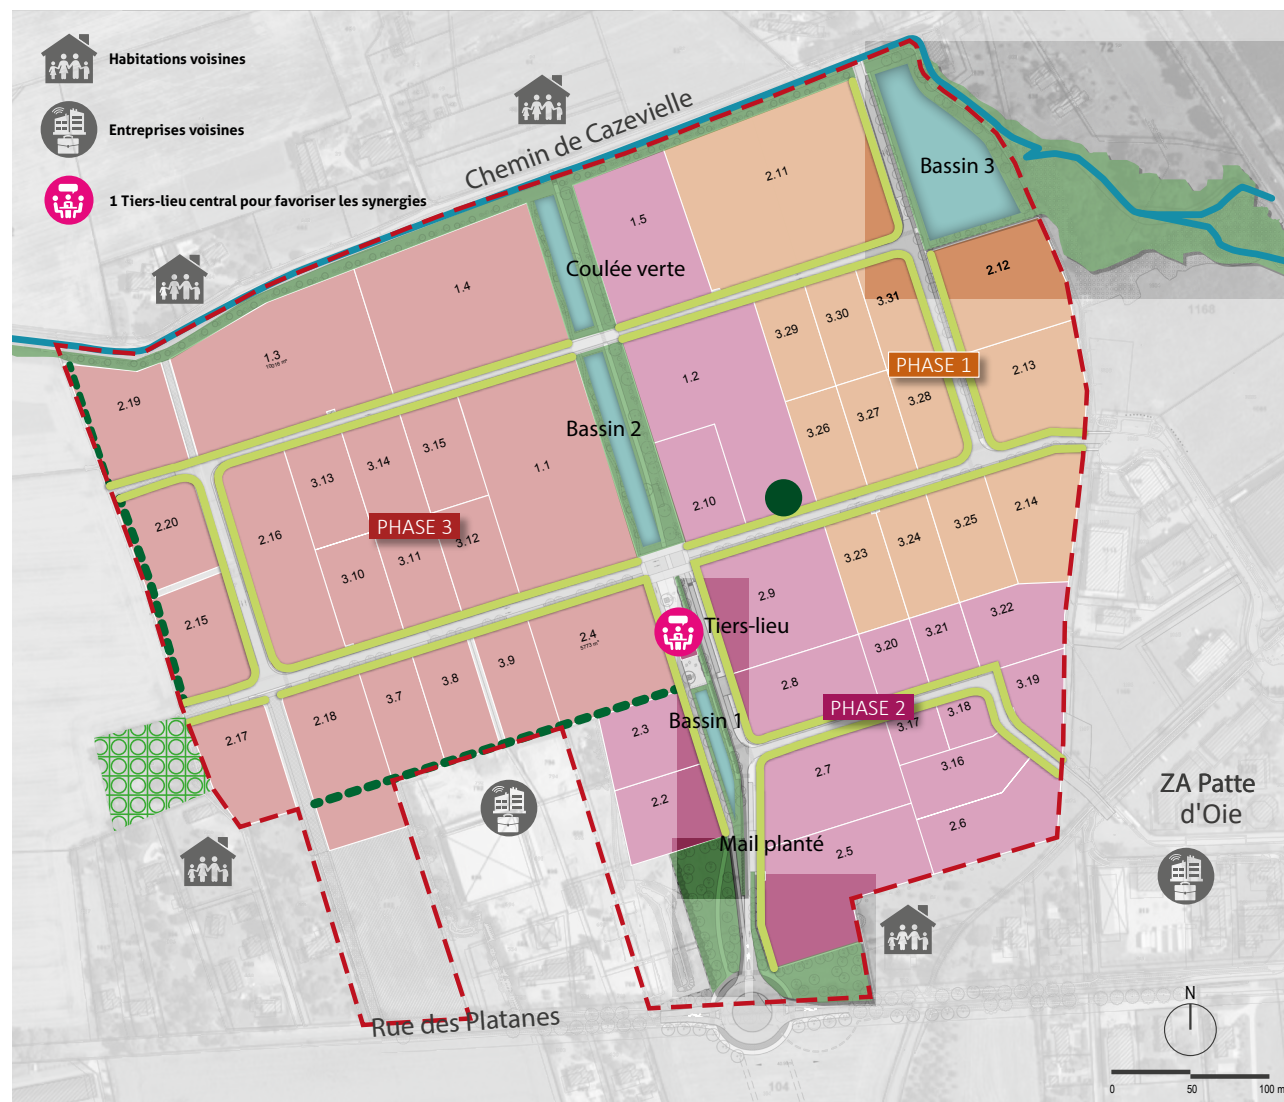 Habitations voisines
Entreprises voisines
1 Tiers-lieu central pour favoriser les synergies
Chemin de Cazevielle
72
Bassin 3
2.11
1.5
Coulée verte
1.4
2.12
1168
3.31
3.30
3.29
1.3
PHASE 1
2.13
1.2
2.19
3.28
3.27
3.26
Bassin 2
3.15
3.14
3.13
1.1
2.10
2.20
2.16
PHASE 3
3.12
3.11
3.10
2.14
3.25
3.24
3.23
2.9
2.15
Tiers-lieu
2.4
5773 m²
3.22
3.21
3.20
3.9
3.8
3.7
2.18
2.8
3.19
PHASE 2
3.18
3.17
Bassin 1
2.3
2.17
2.7
3.16
2.2
2.6
2.5
Mail planté
ZA Patte
d'Oie
Rue des Platanes
N
104
0 50 100 m